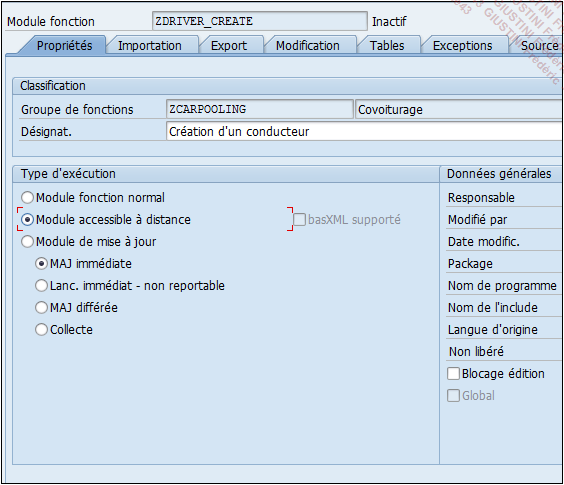 Module fonction ZDRIVER_CREATE Inactif
Propriétés Importation Export Modification Tables Exceptions Source
Classification
Groupe de fonctions ZCARPOOLING Covoiturage
Désignat. Création d'un conducteur
Type d'exécution Données générales
Module fonction normal Responsable
Module accessible à distance basXML supporté Modifié par
Module de mise à jour Date modific.
MAJ immédiate Package
Lanc. immédiat - non reportable Nom de programme
MAJ différée Nom de l'include
Collecte Langue d'origine
Non libéré
Blocage édition
Global